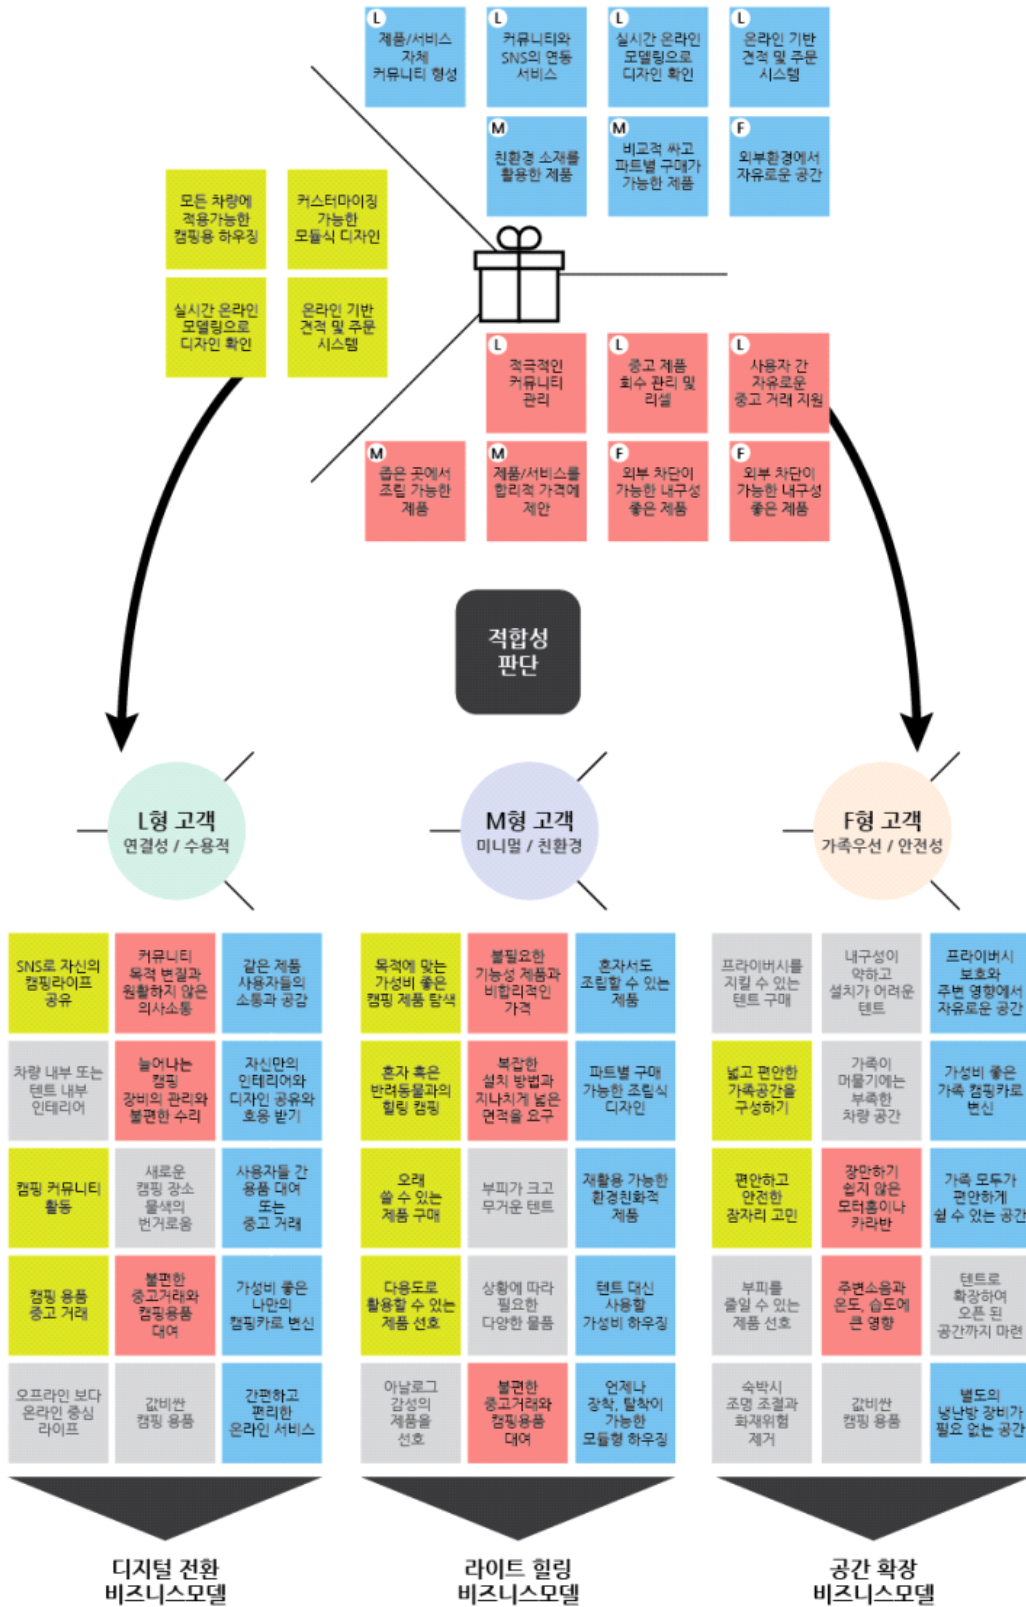 L
제품/서비스
자체
커뮤니티 형성
L
커뮤니티와
SNS의 연동
서비스
L
실시간 온라인
모델링으로
디자인 확인
L
온라인 기반
견적 및 주문
시스템
M
친환경 소재를
활용한 제품
M
비교적 싸고
파트별 구매가
가능한 제품
F
외부환경에서
자유로운 공간
모든 차량에
적용가능한
캠핑용 하우징
커스터마이징
가능한
모듈식 디자인
실시간 온라인
모델링으로
디자인 확인
온라인 기반
견적 및 주문
시스템
L
적극적인
커뮤니티
관리
L
중고 제품
회수 관리 및
리셀
L
사용자 간
자유로운
중고 거래 지원
M
좁은 곳에서
조립 가능한
제품
M
제품/서비스를
합리적 가격에
제안
F
외부 차단이
가능한 내구성
좋은 제품
F
외부 차단이
가능한 내구성
좋은 제품
적합성
판단
L형 고객
연결성 / 수용적
M형 고객
미니멀 / 친환경
F형 고객
가족우선 / 안전성
SNS로 자신의
캠핑라이프
공유
커뮤니티
목적 변질과
원활하지 않은
의사소통
같은 제품
사용자들의
소통과 공감
차량 내부 또는
텐트 내부
인테리어
늘어나는
캠핑
장비의 관리와
불편한 수리
자신만의
인테리어와
디자인 공유와
호응 받기
캠핑 커뮤니티
활동
새로운
캠핑 장소
물색의
번거로움
사용자들 간
용품 대여
또는
중고 거래
캠핑 용품
중고 거래
불편한
중고거래와
캠핑용품
대여
가성비 좋은
나만의
캠핑카로 변신
오프라인 보다
온라인 중심
라이프
값비싼
캠핑 용품
간편하고
편리한
온라인 서비스
목적에 맞는
가성비 좋은
캠핑 제품 탐색
불필요한
기능성 제품과
비합리적인
가격
혼자서도
조립할 수 있는
제품
혼자 혹은
반려동물과의
힐링 캠핑
복잡한
설치 방법과
지나치게 넓은
면적을 요구
파트별 구매
가능한 조립식
디자인
오래
쓸 수 있는
제품 구매
부피가 크고
무거운 텐트
재활용 가능한
환경친화적
제품
다용도로
활용할 수 있는
제품 선호
상황에 따라
필요한
다양한 물품
텐트 대신
사용할
가성비 하우징
아날로그
감성의
제품을
선호
불편한
중고거래와
캠핑용품
대여
언제나
장착, 탈착이
가능한
모듈형 하우징
프라이버시를
지킬 수 있는
텐트 구매
내구성이
약하고
설치가 어려운
텐트
프라이버시
보호와
주변 영향에서
자유로운 공간
넓고 편안한
가족공간을
구성하기
가족이
머물기에는
부족한
차량 공간
가성비 좋은
가족 캠핑카로
변신
편안하고
안전한
잠자리 고민
장만하기
쉽지 않은
모터홈이나
카라반
가족 모두가
편안하게
쉴 수 있는 공간
부피를
줄일 수 있는
제품 선호
주변소음과
온도, 습도에
큰 영향
텐트로
확장하여
오픈 된
공간까지 마련
숙박시
조명 조절과
화재위험
제거
값비싼
캠핑 용품
별도의
냉난방 장비가
필요 없는 공간
디지털 전환
비즈니스모델
라이트 힐링
비즈니스모델
공간 확장
비즈니스모델